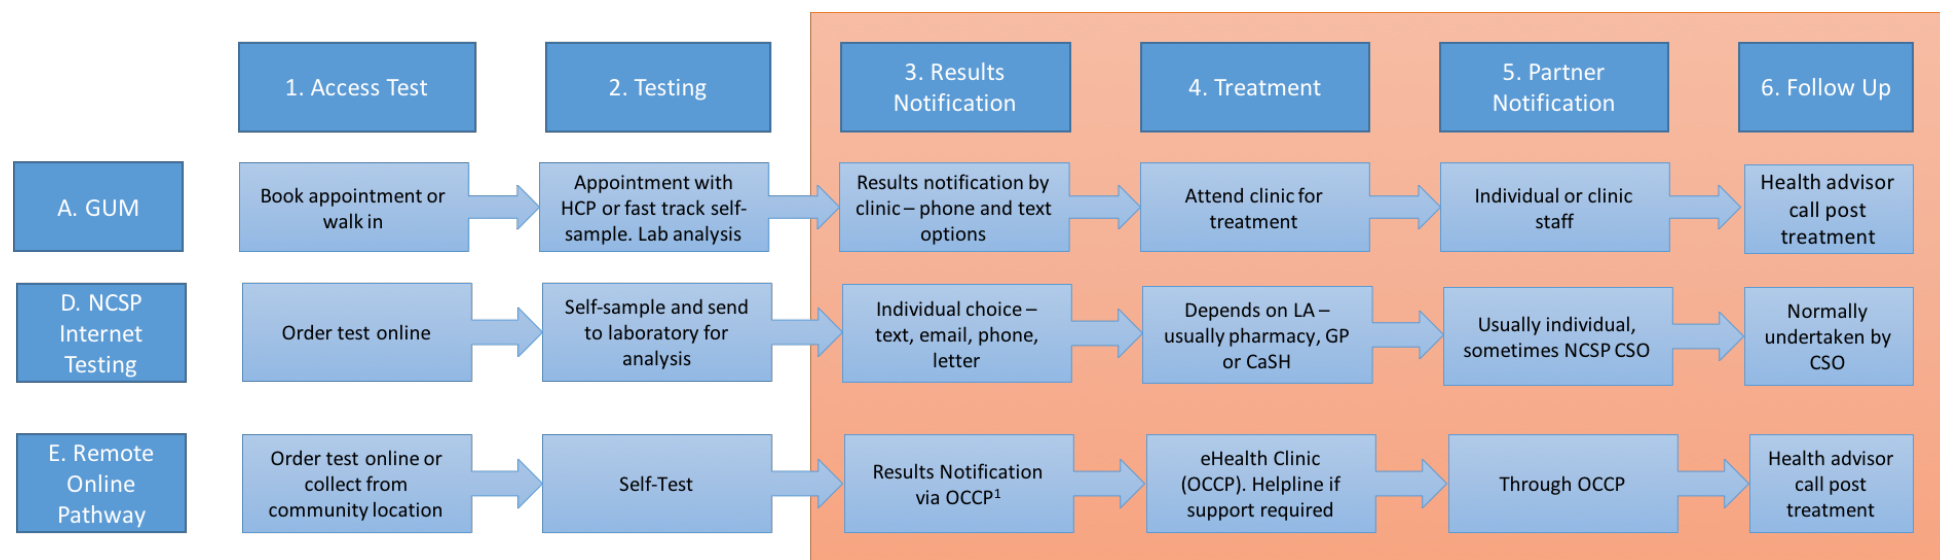 1. Access Test
2. Testing
3. Results
Notification
4. Treatment
5. Partner
Notification
6. Follow Up
A. GUM
Book appointment or
walk in
Appointment with
HCP or fast track self-
sample. Lab analysis
Results notification by
clinic – phone and text
options
Attend clinic for
treatment
Individual or clinic
staff
Health advisor
call post
treatment
D. NCSP
Internet
Testing
Order test online
Self-sample and send
to laboratory for
analysis
Individual choice –
text, email, phone,
letter
Depends on LA –
usually pharmacy, GP
or CaSH
Usually individual,
sometimes NCSP CSO
Normally
undertaken by
CSO
E. Remote
Online
Pathway
Order test online or
collect from
community location
Self-Test
Results Notification
via OCCP¹
eHealth Clinic
(OCCP). Helpline if
support required
Through OCCP
Health advisor
call post
treatment